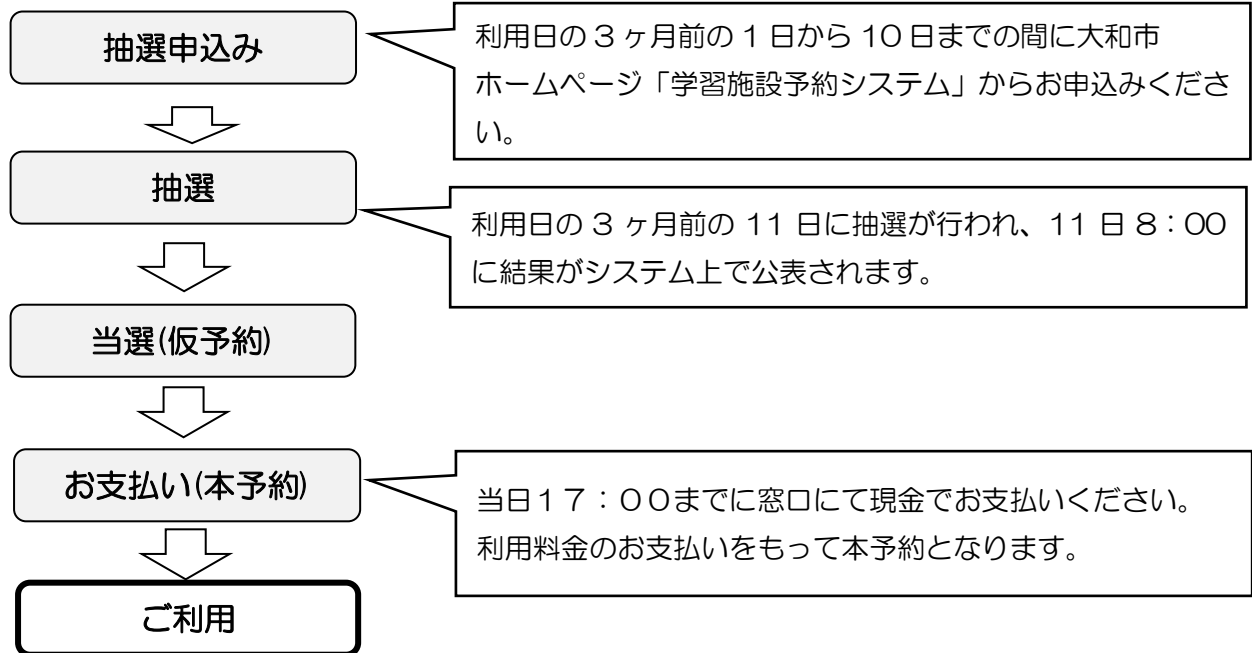 抽選申込み
利用日の3ヶ月前の1日から10日までの間に大和市
ホームページ「学習施設予約システム」からお申込みくださ
い。
抽選
利用日の3ヶ月前の 11 日に抽選が行われ、11 日 8：00
に結果がシステム上で公表されます。
当選(仮予約)
お支払い(本予約)
当日１７：００までに窓口にて現金でお支払いください。
利用料金のお支払いをもって本予約となります。
ご利用